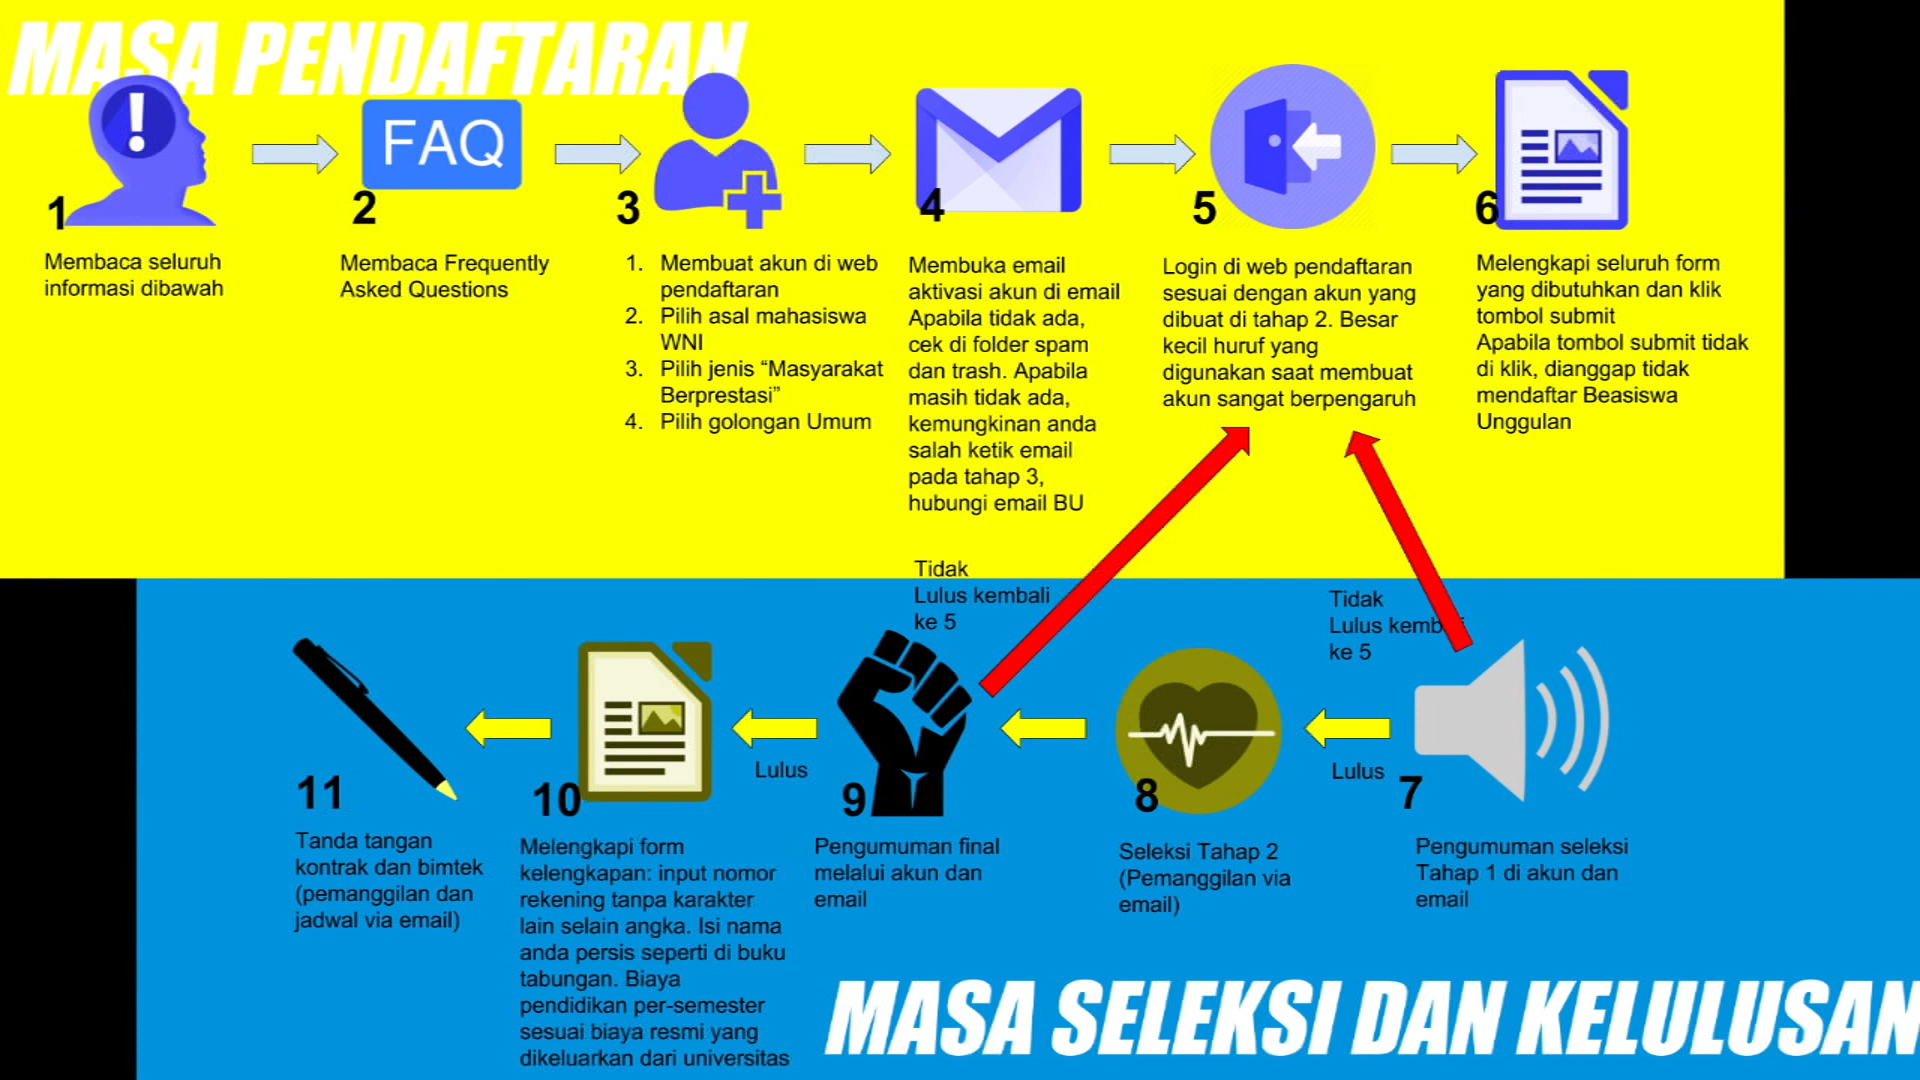 MASA PENDAFTARAN
!
1
Membaca seluruh
informasi dibawah
FAQ
2
Membaca Frequently
Asked Questions
3
1. Membuat akun di web
pendaftaran
2. Pilih asal mahasiswa
WNI
3. Pilih jenis “Masyarakat
Berprestasi”
4. Pilih golongan Umum
4
Membuka email
aktivasi akun di email
Apabila tidak ada,
cek di folder spam
dan trash. Apabila
masih tidak ada,
kemungkinan anda
salah ketik email
pada tahap 3,
hubungi email BU
5
Login di web pendaftaran
sesuai dengan akun yang
dibuat di tahap 2. Besar
kecil huruf yang
digunakan saat membuat
akun sangat berpengaruh
6
Melengkapi seluruh form
yang dibutuhkan dan klik
tombol submit
Apabila tombol submit tidak
di klik, dianggap tidak
mendaftar Beasiswa
Unggulan
Tidak
Lulus kembali
ke 5
Tidak
Lulus kembali
ke 5
7
Pengumuman seleksi
Tahap 1 di akun dan
email
Lulus
8
Seleksi Tahap 2
(Pemanggilan via
email)
9
Pengumuman final
melalui akun dan
email
Lulus
10
Melengkapi form
kelengkapan: input nomor
rekening tanpa karakter
lain selain angka. Isi nama
anda persis seperti di buku
tabungan. Biaya
pendidikan per-semester
sesuai biaya resmi yang
dikeluarkan dari universitas
11
Tanda tangan
kontrak dan bimtek
(pemanggilan dan
jadwal via email)
MASA SELEKSI DAN KELULUSAN